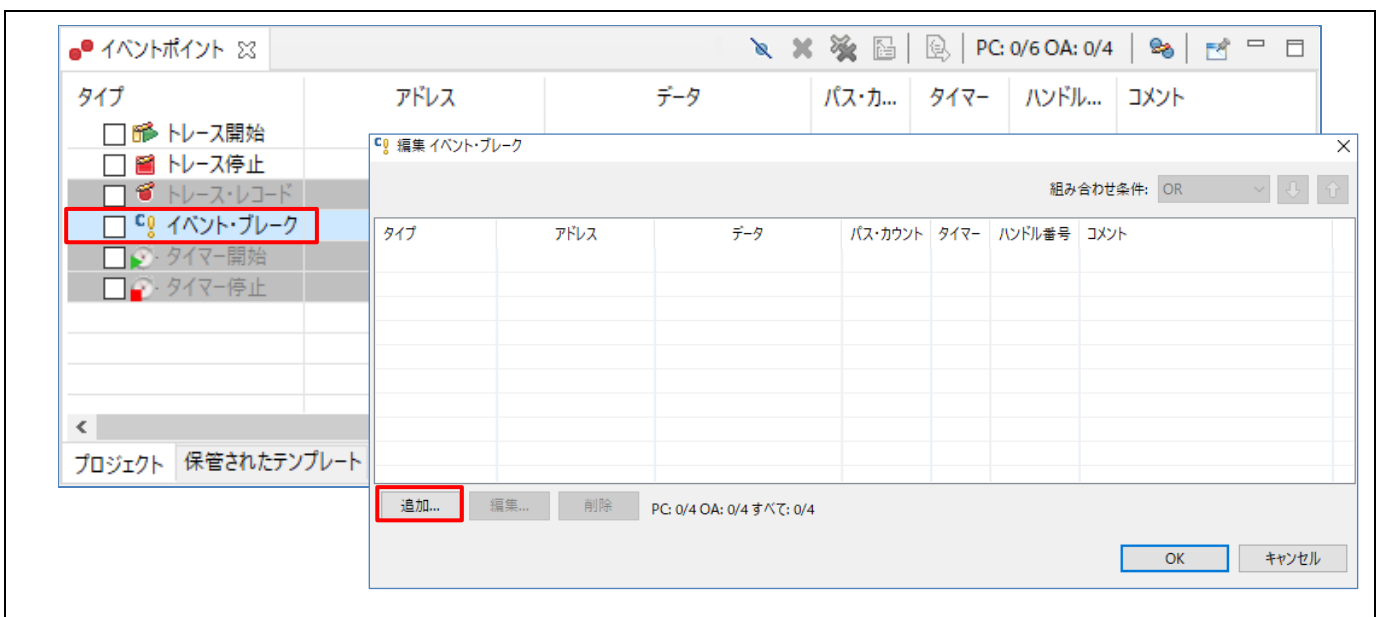 イベントポイント
PC: 0/6 OA: 0/4
タイプ アドレス データ パス・カ... タイマー ハンドル... コメント
トレース開始
トレース停止
トレース・レコード
イベント・ブレーク
タイマー開始
タイマー停止
プロジェクト 保管されたテンプレート
編集 イベント・ブレーク
組み合わせ条件: OR
タイプ アドレス データ パス・カウント タイマー ハンドル番号 コメント
追加... 編集... 削除 PC: 0/4 OA: 0/4 すべて: 0/4
OK キャンセル